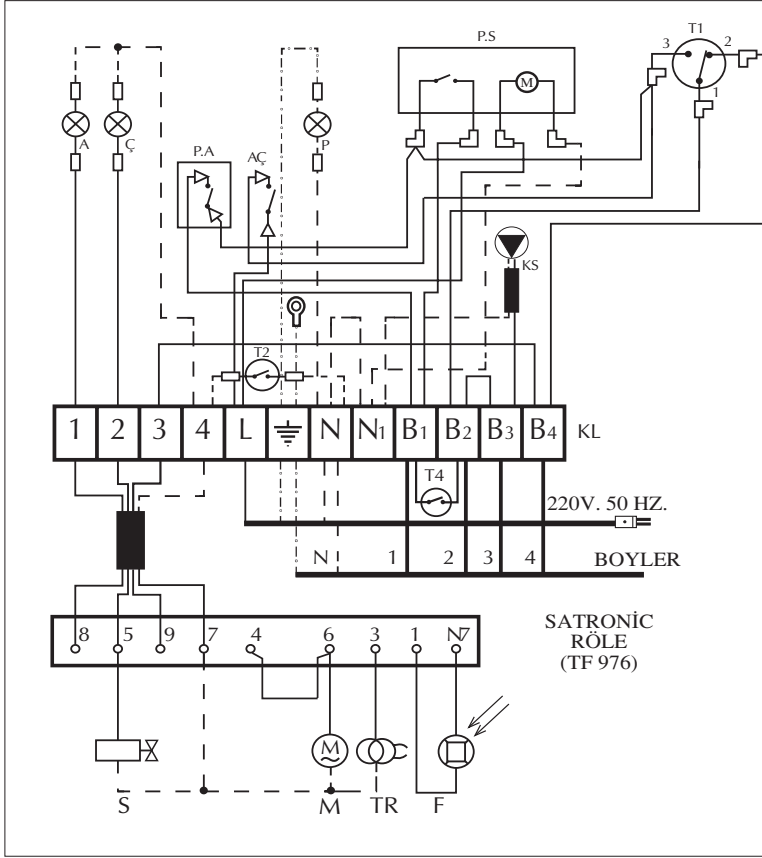 P.S
T1
3
2
M
1
A
Ç
P
P.A
AÇ
KS
T2
1 2 3 4 L N N1 B1 B2 B3 B4 KL
T4
220V. 50 HZ.
N 1 2 3 4 BOYLER
SATRONİC
RÖLE
(TF 976)
8 5 9 7 4 6 3 1 N7
M
S M TR F